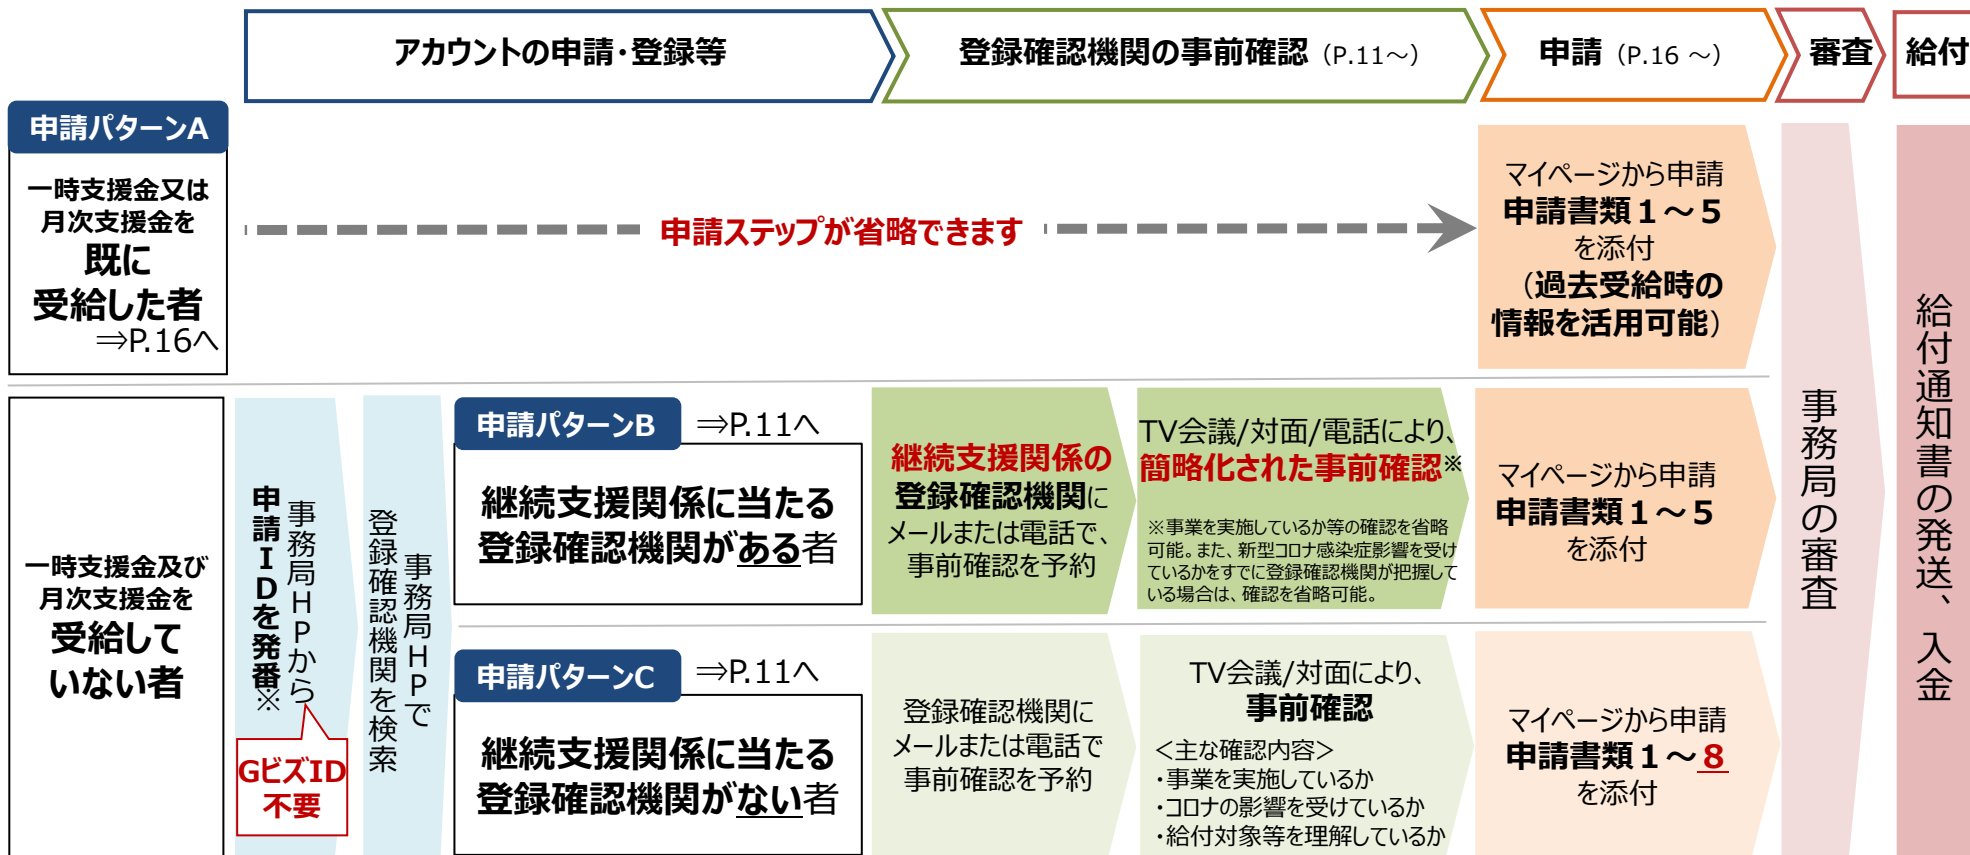 アカウントの申請・登録等
登録確認機関の事前確認（P.11～）
申請（P.16 ～）
審査
給付
申請パターンA
一時支援金又は
月次支援金を
既に
受給した者
⇒P.16へ
申請ステップが省略できます
マイページから申請
申請書類１～５
を添付
（過去受給時の
情報を活用可能）
一時支援金及び
月次支援金を
受給して
いない者
事務局ＨＰから
申請ＩＤを発番※
GビズID
不要
事務局ＨＰで
登録確認機関を検索
申請パターンB
⇒P.11へ
継続支援関係に当たる
登録確認機関がある者
継続支援関係の
登録確認機関に
メールまたは電話で、
事前確認を予約
TV会議/対面/電話により、
簡略化された事前確認※
※事業を実施しているか等の確認を省略
可能。また、新型コロナ感染症影響を受け
ているかをすでに登録確認機関が把握して
いる場合は、確認を省略可能。
マイページから申請
申請書類１～５
を添付
申請パターンC
⇒P.11へ
継続支援関係に当たる
登録確認機関がない者
登録確認機関に
メールまたは電話で
事前確認を予約
TV会議/対面により、
事前確認
＜主な確認内容＞
・事業を実施しているか
・コロナの影響を受けているか
・給付対象等を理解しているか
マイページから申請
申請書類１～８
を添付
事務局の審査
給付通知書の発送、入金